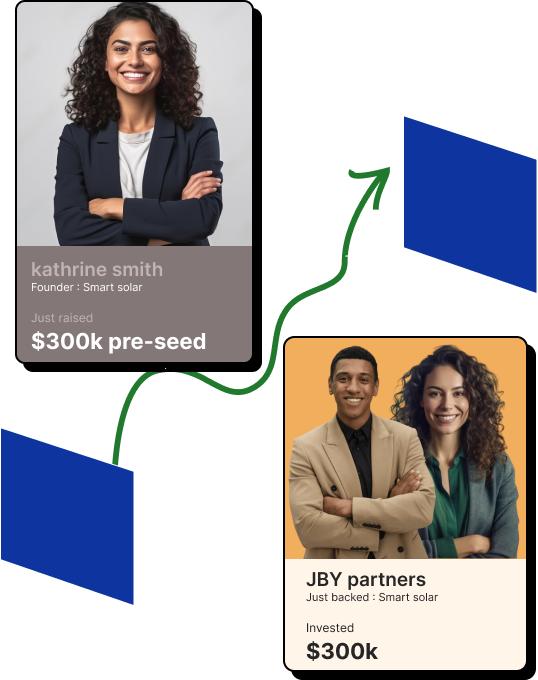 kathrine smith
Founder : Smart solar
Just raised
$300k pre-seed
JBY partners
Just backed : Smart solar
Invested
$300k